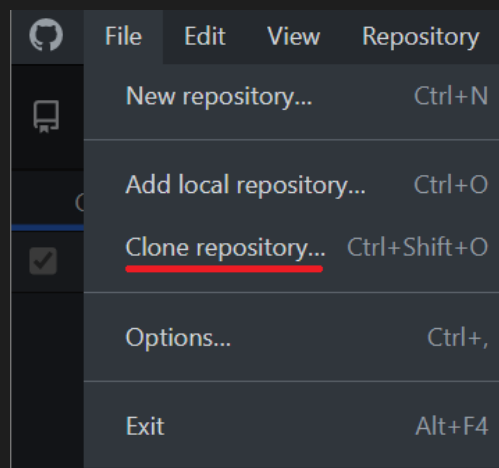 File Edit View Repository
New repository... Ctrl+N
Add local repository... Ctrl+O
Clone repository... Ctrl+Shift+O
Options... Ctrl+,
Exit Alt+F4